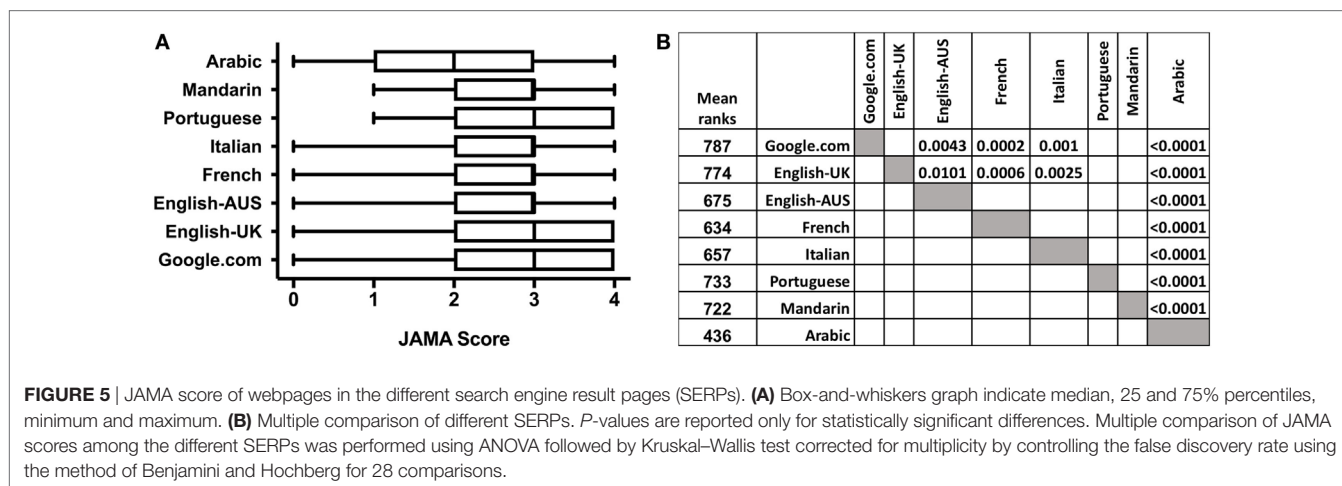 A
Arabic
Mandarin
Portuguese
Italian
French
English-AUS
English-UK
Google.com
0 1 2 3 4
JAMA Score
B
Mean ranks Google.com English-UK English-AUS French Italian Portuguese Mandarin Arabic
787 Google.com 0.0043 0.0002 0.001 <0.0001
774 English-UK 0.0101 0.0006 0.0025 <0.0001
675 English-AUS <0.0001
634 French <0.0001
657 Italian <0.0001
733 Portuguese <0.0001
722 Mandarin <0.0001
436 Arabic
FIGURE 5 | JAMA score of webpages in the different search engine result pages (SERPs). (A) Box-and-whiskers graph indicate median, 25 and 75% percentiles,
minimum and maximum. (B) Multiple comparison of different SERPs. P-values are reported only for statistically significant differences. Multiple comparison of JAMA
scores among the different SERPs was performed using ANOVA followed by Kruskal–Wallis test corrected for multiplicity by controlling the false discovery rate using
the method of Benjamini and Hochberg for 28 comparisons.